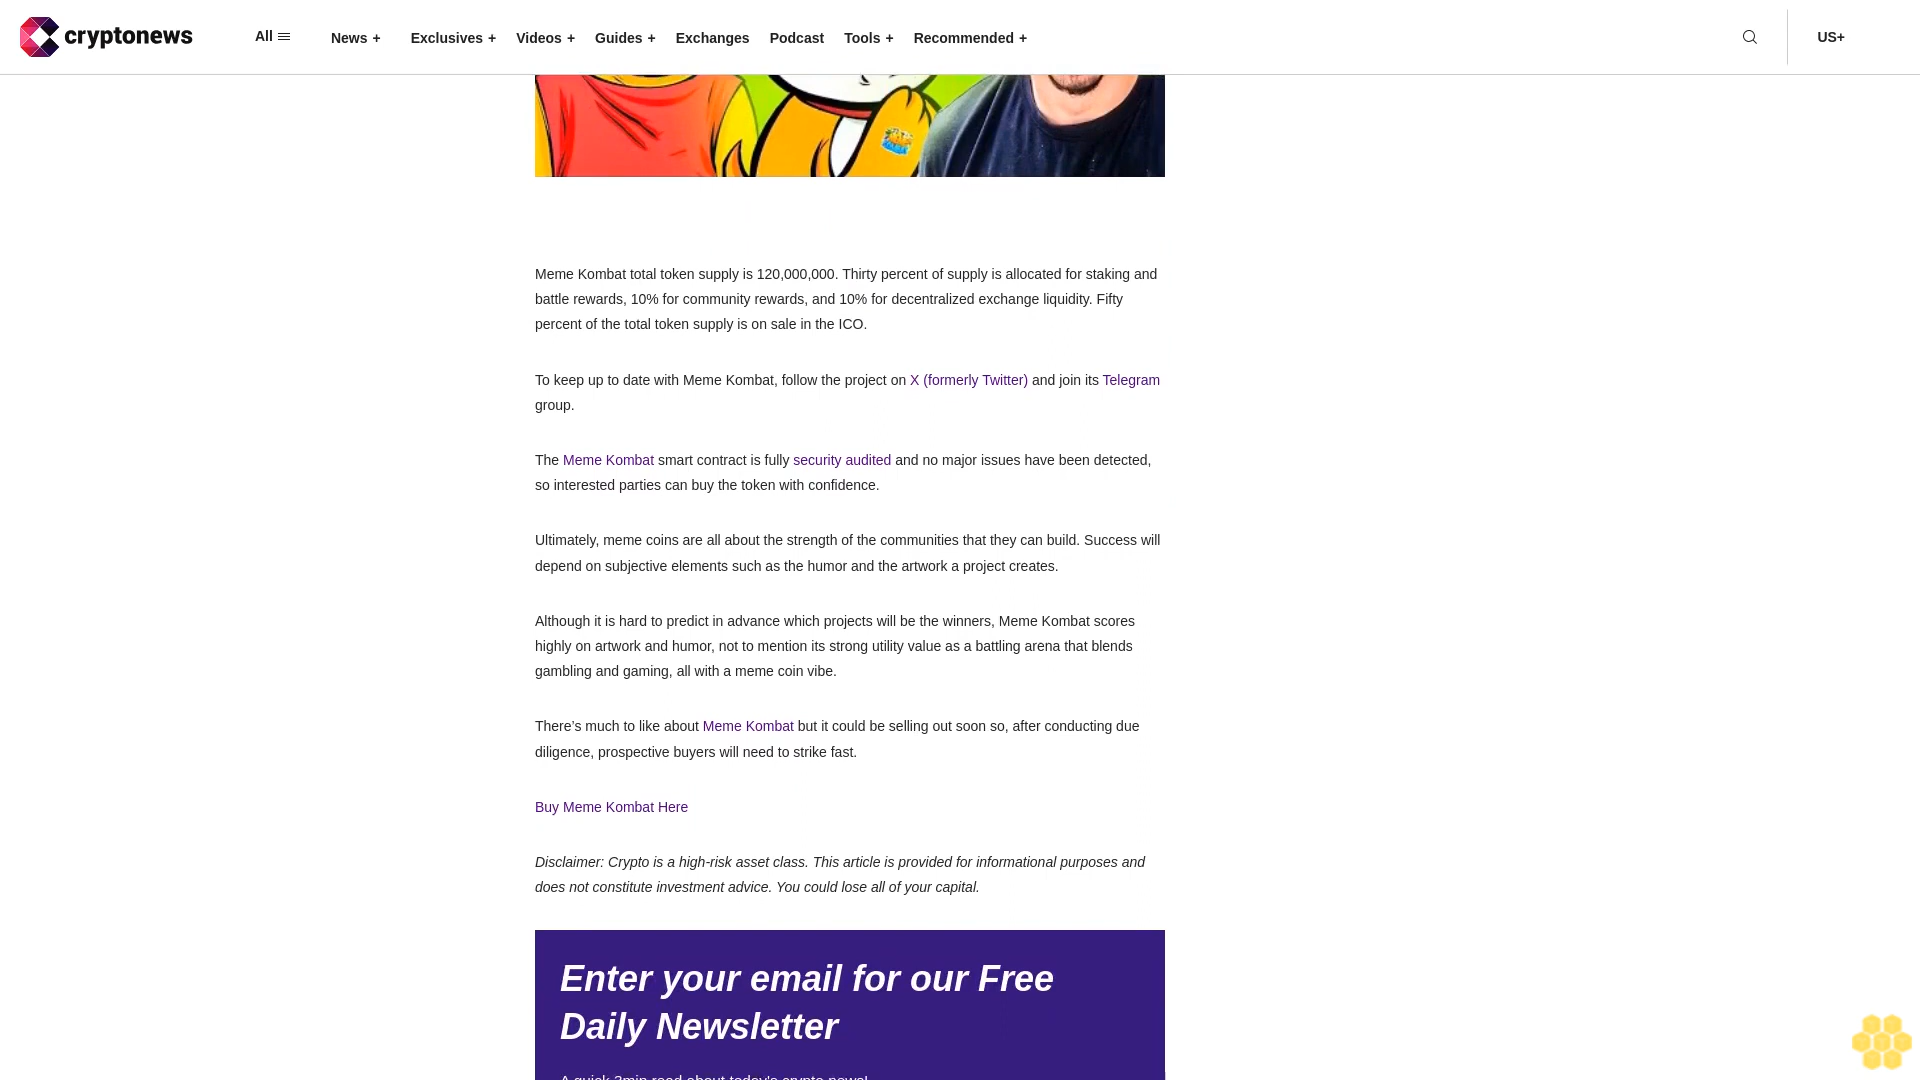 cryptonews
All
News +
Exclusives +
Videos +
Guides +
Exchanges
Podcast
Tools +
Recommended +
US+
Meme Kombat total token supply is 120,000,000. Thirty percent of supply is allocated for staking and
battle rewards, 10% for community rewards, and 10% for decentralized exchange liquidity. Fifty
percent of the total token supply is on sale in the ICO.
To keep up to date with Meme Kombat, follow the project on X (formerly Twitter) and join its Telegram
group.
The Meme Kombat smart contract is fully security audited and no major issues have been detected,
so interested parties can buy the token with confidence.
Ultimately, meme coins are all about the strength of the communities that they can build. Success will
depend on subjective elements such as the humor and the artwork a project creates.
Although it is hard to predict in advance which projects will be the winners, Meme Kombat scores
highly on artwork and humor, not to mention its strong utility value as a battling arena that blends
gambling and gaming, all with a meme coin vibe.
There’s much to like about Meme Kombat but it could be selling out soon so, after conducting due
diligence, prospective buyers will need to strike fast.
Buy Meme Kombat Here
Disclaimer: Crypto is a high-risk asset class. This article is provided for informational purposes and
does not constitute investment advice. You could lose all of your capital.
Enter your email for our Free
Daily Newsletter
A quick 3min read about today's crypto news!